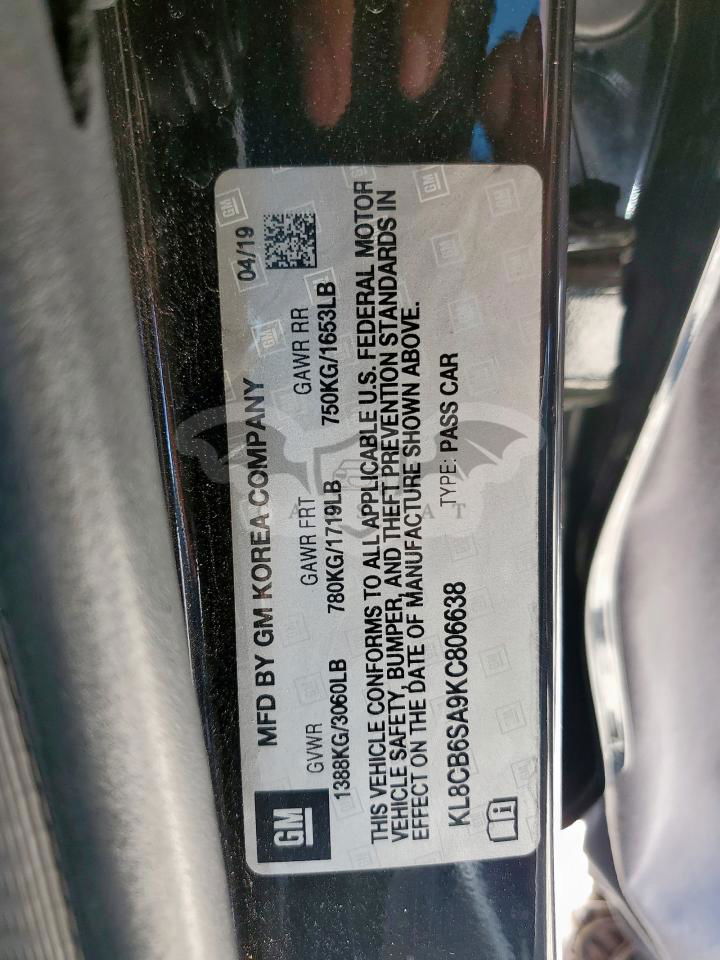 GM
MFD BY GM KOREA COMPANY 04/19
GVWR GAWR FRT GAWR RR
1388KG/3060LB 780KG/1719LB 750KG/1653LB
THIS VEHICLE CONFORMS TO ALL APPLICABLE U.S. FEDERAL MOTOR
VEHICLE SAFETY, BUMPER, AND THEFT PREVENTION STANDARDS IN
EFFECT ON THE DATE OF MANUFACTURE SHOWN ABOVE.
KL8CB6SA9KC806638 TYPE: PASS CAR